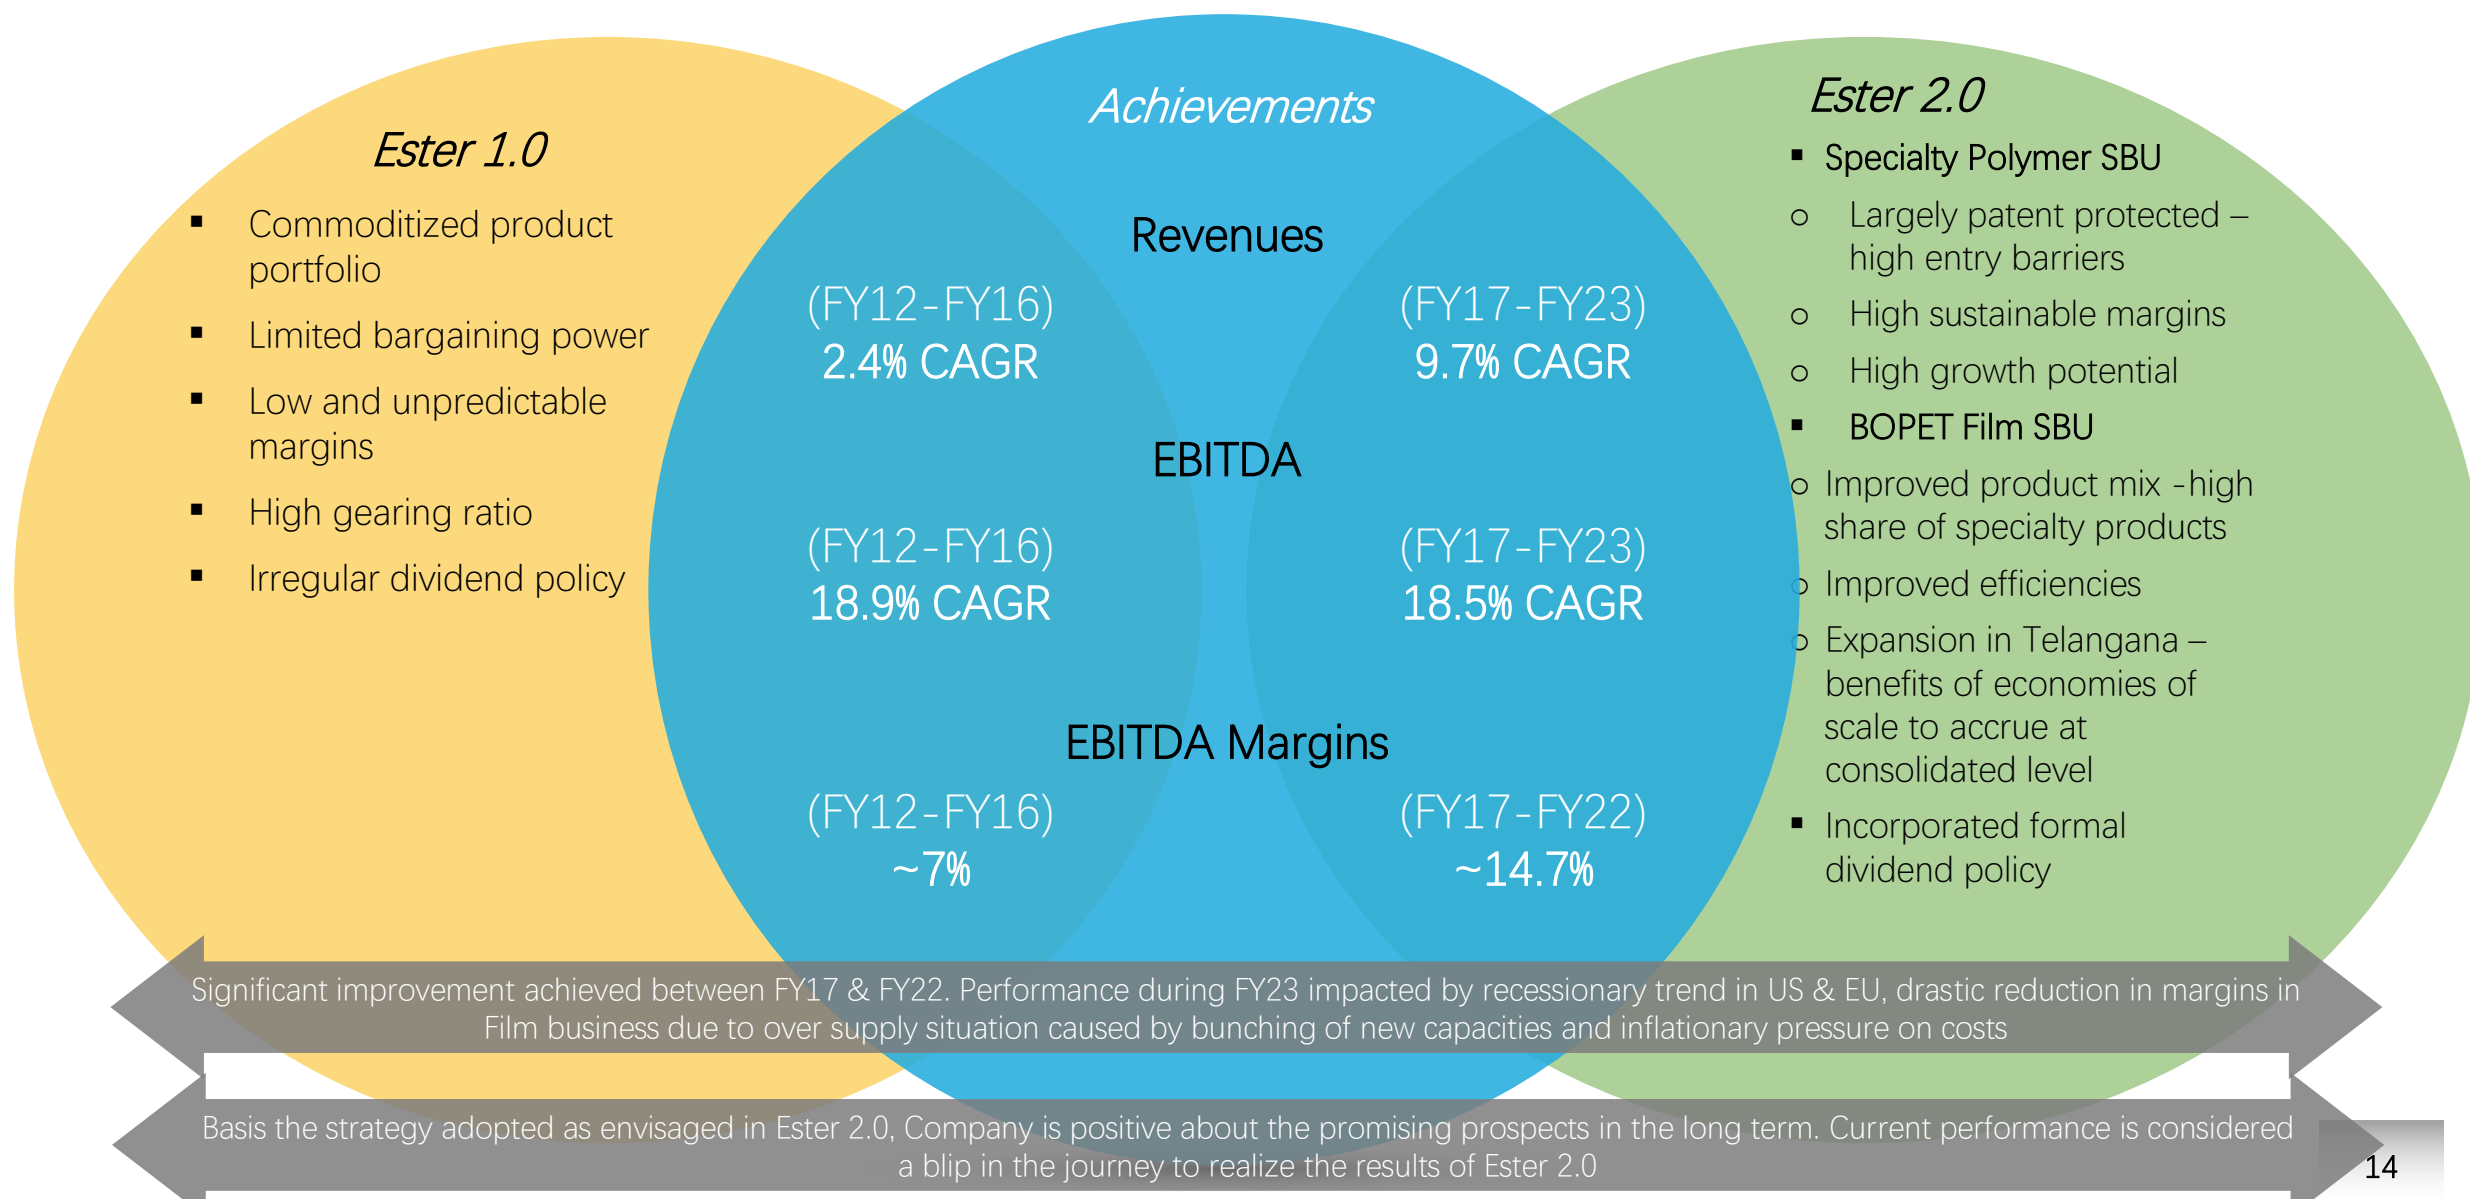 Ester 1.0
▪ Commoditized product
portfolio
▪ Limited bargaining power
▪ Low and unpredictable
margins
▪ High gearing ratio
▪ Irregular dividend policy
Achievements
Revenues
(FY12-FY16)
2.4% CAGR
(FY17-FY23)
9.7% CAGR
EBITDA
(FY12-FY16)
18.9% CAGR
(FY17-FY23)
18.5% CAGR
EBITDA Margins
(FY12-FY16)
~7%
(FY17-FY22)
~14.7%
Ester 2.0
▪ Specialty Polymer SBU
o Largely patent protected –
high entry barriers
o High sustainable margins
o High growth potential
▪ BOPET Film SBU
o Improved product mix -high
share of specialty products
o Improved efficiencies
o Expansion in Telangana –
benefits of economies of
scale to accrue at
consolidated level
▪ Incorporated formal
dividend policy
Significant improvement achieved between FY17 & FY22. Performance during FY23 impacted by recessionary trend in US & EU, drastic reduction in margins in
Film business due to over supply situation caused by bunching of new capacities and inflationary pressure on costs
Basis the strategy adopted as envisaged in Ester 2.0, Company is positive about the promising prospects in the long term. Current performance is considered
a blip in the journey to realize the results of Ester 2.0
14